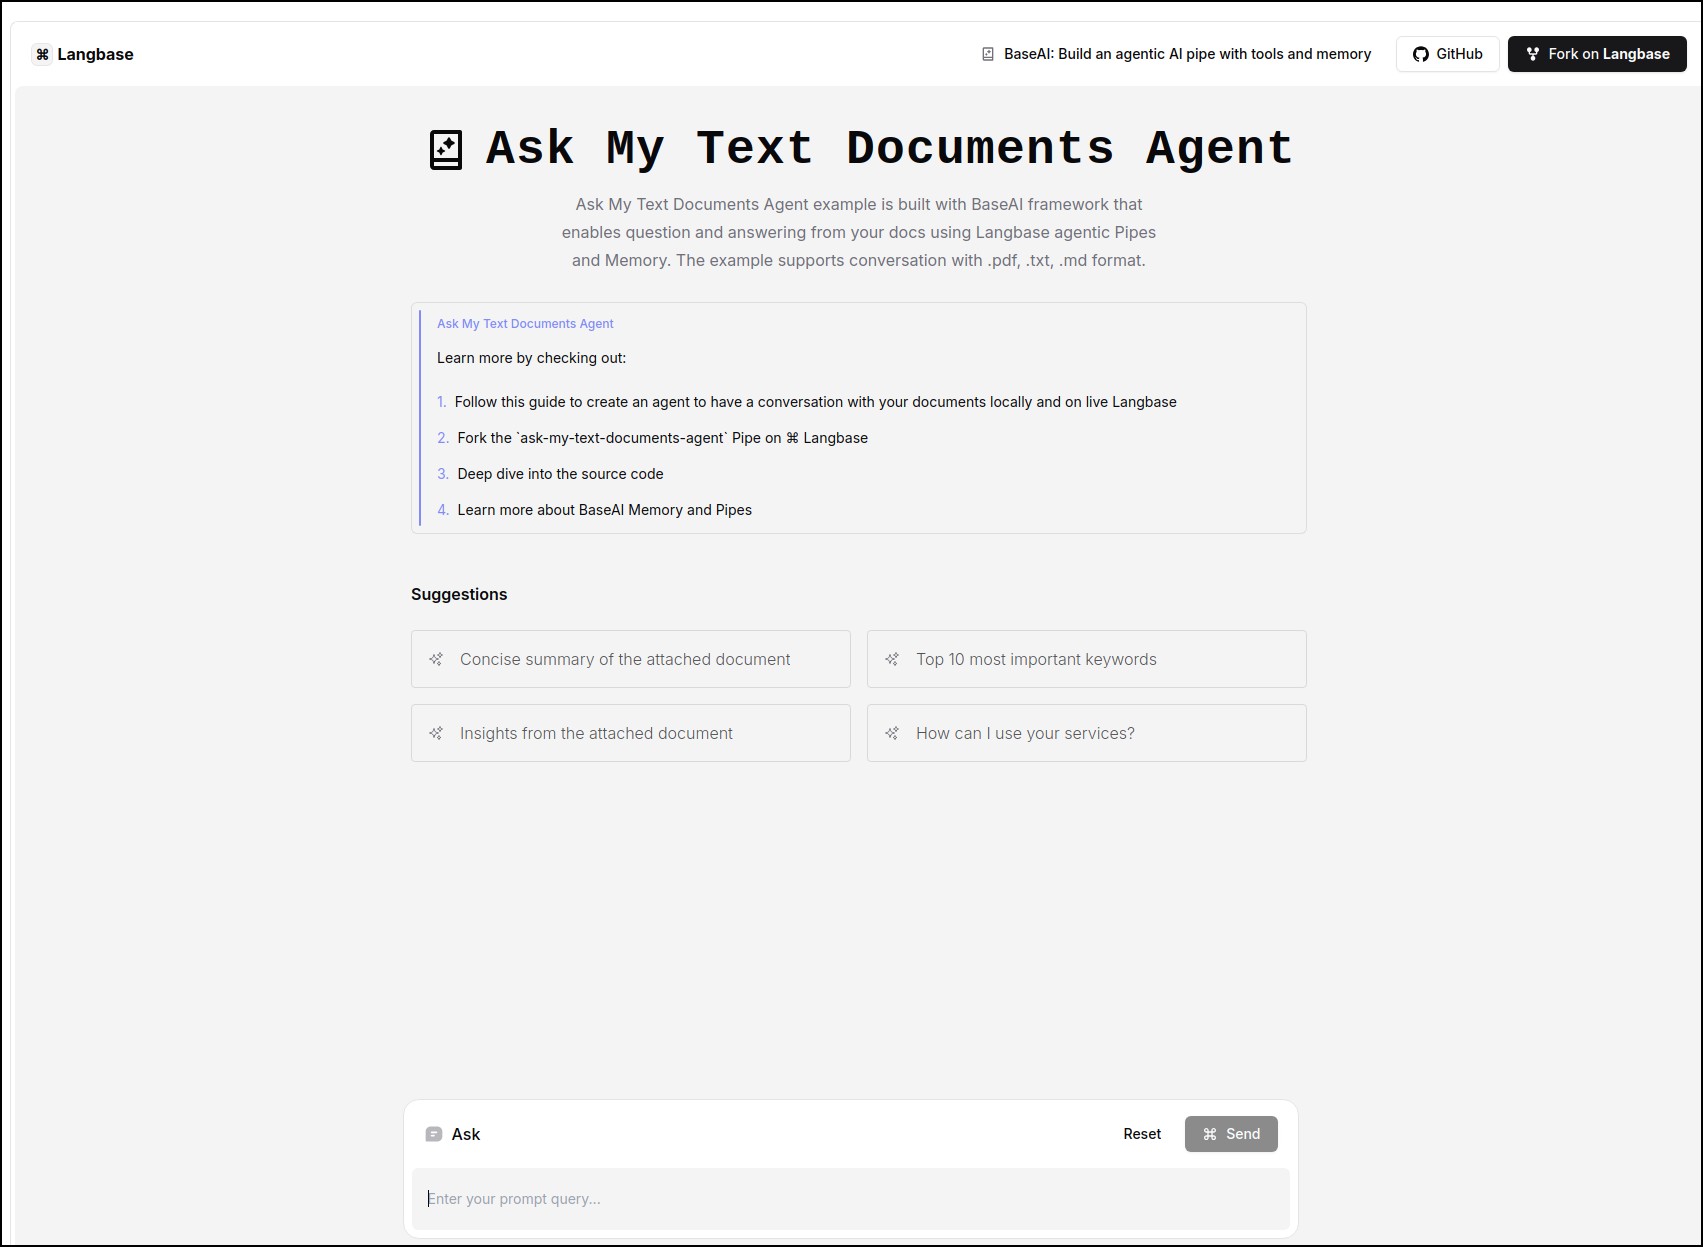 ⌘ Langbase
BaseAI: Build an agentic AI pipe with tools and memory
GitHub
Fork on Langbase
Ask My Text Documents Agent
Ask My Text Documents Agent example is built with BaseAI framework that
enables question and answering from your docs using Langbase agentic Pipes
and Memory. The example supports conversation with .pdf, .txt, .md format.
Ask My Text Documents Agent
Learn more by checking out:
1. Follow this guide to create an agent to have a conversation with your documents locally and on live Langbase
2. Fork the `ask-my-text-documents-agent` Pipe on ⌘ Langbase
3. Deep dive into the source code
4. Learn more about BaseAI Memory and Pipes
Suggestions
Concise summary of the attached document
Top 10 most important keywords
Insights from the attached document
How can I use your services?
Ask
Reset
⌘ Send
Enter your prompt query...